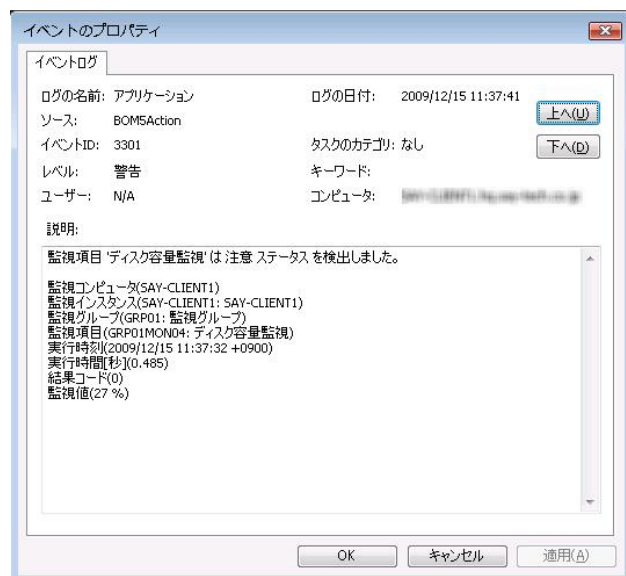 イベントのプロパティ
イベントログ
ログの名前: アプリケーション ログの日付: 2009/12/15 11:37:41
ソース: BOM5Action 上へ(U)
イベントID: 3301 タスクのカテゴリ: なし 下へ(D)
レベル: 警告 キーワード:
ユーザー: N/A コンピュータ:
説明:
監視項目 'ディスク容量監視' は 注意 ステータス を検出しました。
監視コンピュータ(SAY-CLIENT1)
監視インスタンス(SAY-CLIENT1: SAY-CLIENT1)
監視グループ(GRP01: 監視グループ)
監視項目(GRP01MON04: ディスク容量監視)
実行時刻(2009/12/15 11:37:32 +0900)
実行時間[秒](0.485)
結果コード(0)
監視値(27 %)
OK キャンセル 適用(A)